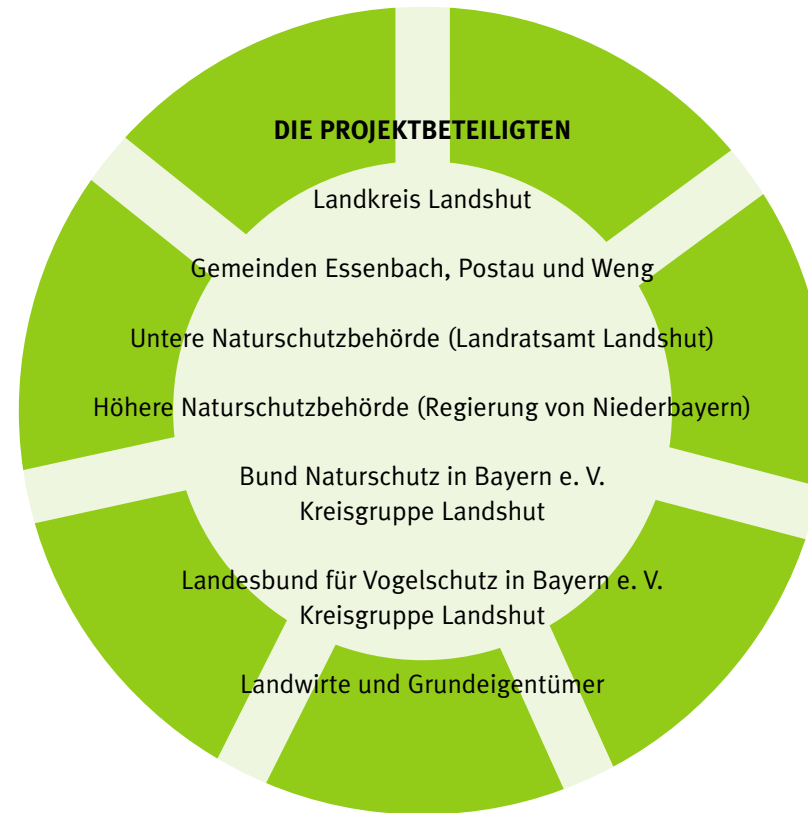 DIE PROJEKTBETEILIGTEN
Landkreis Landshut
Gemeinden Essenbach, Postau und Weng
Untere Naturschutzbehörde (Landratsamt Landshut)
Höhere Naturschutzbehörde (Regierung von Niederbayern)
Bund Naturschutz in Bayern e. V.
Kreisgruppe Landshut
Landesbund für Vogelschutz in Bayern e. V.
Kreisgruppe Landshut
Landwirte und Grundeigentümer